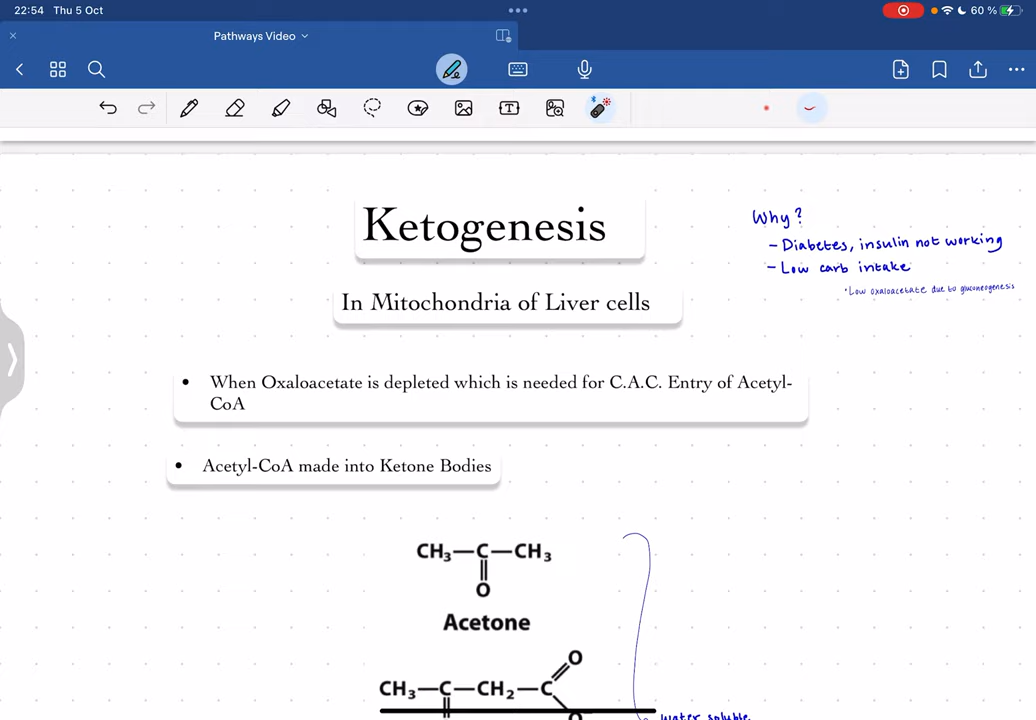 22:54 Thu 5 Oct
60 %
Pathways Video
Ketogenesis
Why?
- Diabetes, insulin not working
- Low carb intake
• Low oxaloacetate due to gluconeogenesis
In Mitochondria of Liver cells
• When Oxaloacetate is depleted which is needed for C.A.C. Entry of Acetyl-
CoA
• Acetyl-CoA made into Ketone Bodies
CH₃—C—CH₃
O
Acetone
O
CH₃—C—CH₂—C
O
water soluble